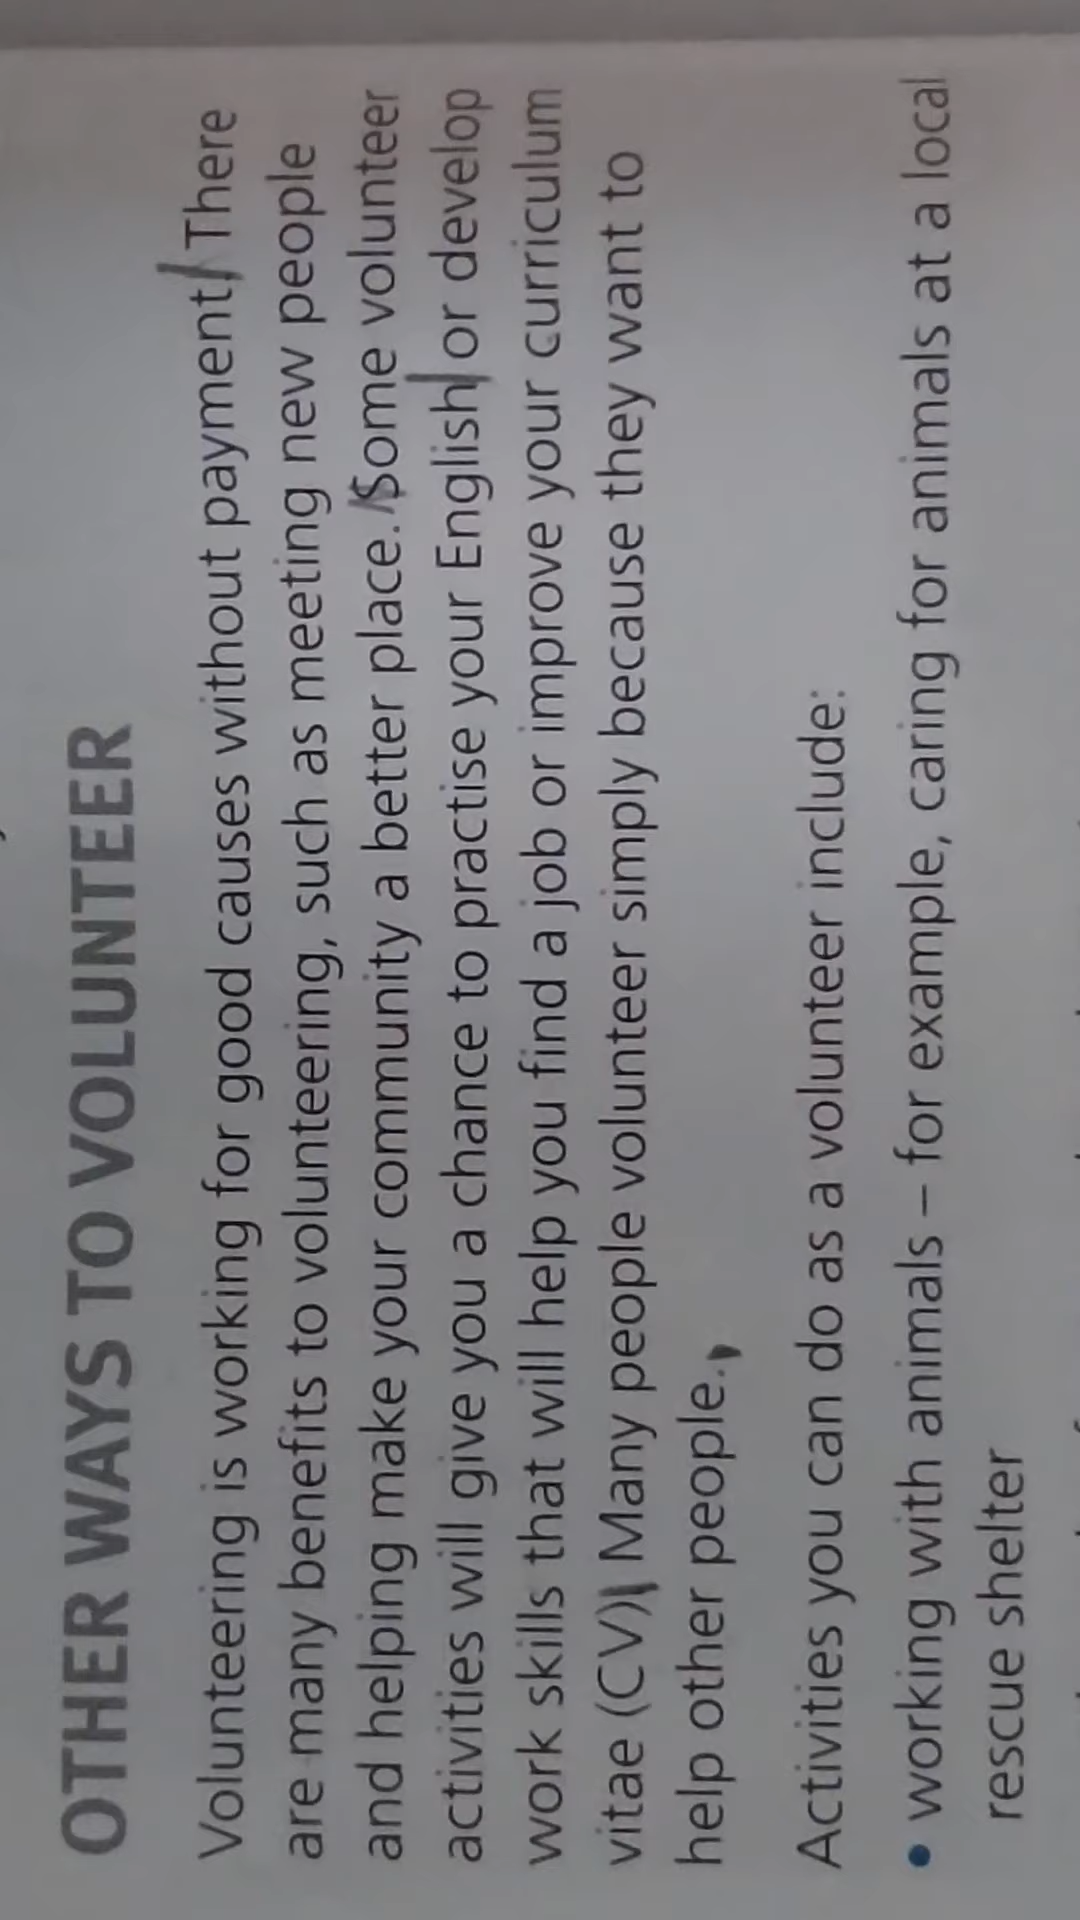 OTHER WAYS TO VOLUNTEER
Volunteering is working for good causes without payment. There
are many benefits to volunteering, such as meeting new people
and helping make your community a better place. Some volunteer
activities will give you a chance to practise your English or develop
work skills that will help you find a job or improve your curriculum
vitae (CV). Many people volunteer simply because they want to
help other people.
Activities you can do as a volunteer include:
• working with animals – for example, caring for animals at a local
rescue shelter